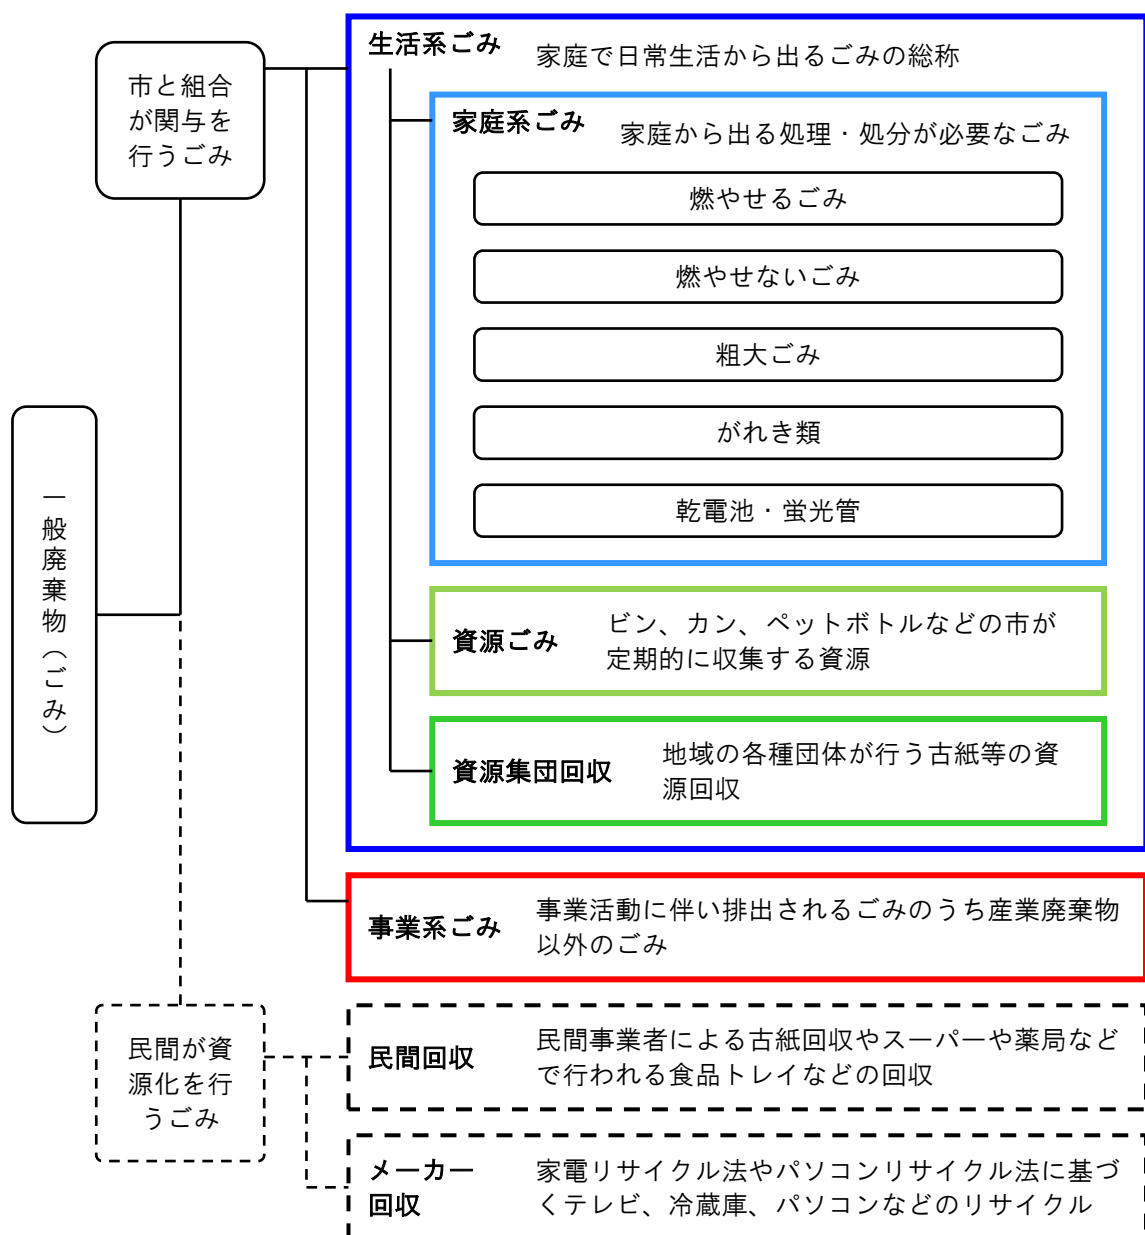 生活系ごみ
家庭で日常生活から出るごみの総称
市と組合
が関与を
行うごみ
家庭系ごみ
家庭から出る処理・処分が必要なごみ
燃やせるごみ
燃やせないごみ
粗大ごみ
がれき類
乾電池・蛍光管
一般廃棄物（ごみ）
資源ごみ
ビン、カン、ペットボトルなどの市が
定期的に収集する資源
資源集団回収
地域の各種団体が行う古紙等の資
源回収
事業系ごみ
事業活動に伴い排出されるごみのうち産業廃棄物
以外のごみ
民間が資
源化を行
うごみ
民間回収
民間事業者による古紙回収やスーパーや薬局など
で行われる食品トレイなどの回収
メーカー
回収
家電リサイクル法やパソコンリサイクル法に基づ
くテレビ、冷蔵庫、パソコンなどのリサイクル